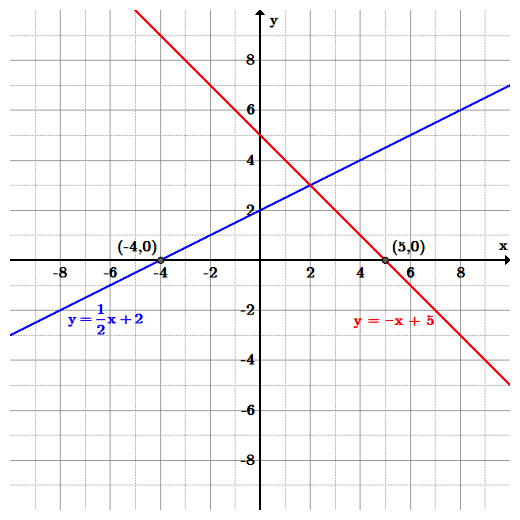 y
8
6
4
2
(-4,0)
(5,0)
x
-8 -6 -4 -2 2 4 6 8
-2
y = 1/2 x + 2
y = -x + 5
-4
-6
-8